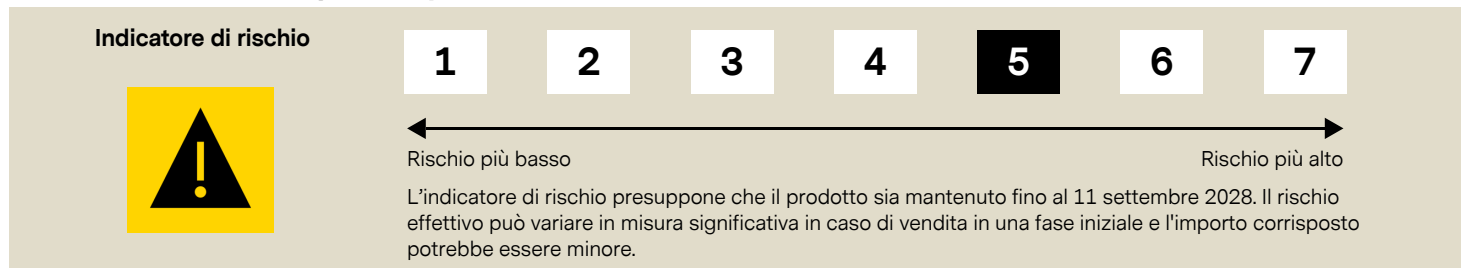 Indicatore di rischio
1 2 3 4 5 6 7
Rischio più basso Rischio più alto
L'indicatore di rischio presuppone che il prodotto sia mantenuto fino al 11 settembre 2028. Il rischio
effettivo può variare in misura significativa in caso di vendita in una fase iniziale e l'importo corrisposto
potrebbe essere minore.